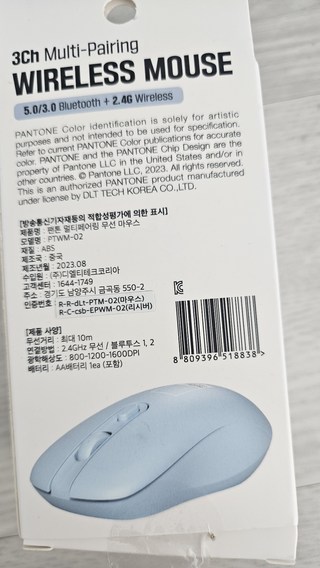 3Ch Multi-Pairing
WIRELESS MOUSE
5.0/3.0 Bluetooth + 2.4G Wireless
PANTONE Color identification is solely for artistic
purposes and not intended to be used for specification.
Refer to current PANTONE Color publications for accurate
color. PANTONE and the PANTONE Chip Design are the
property of Pantone LLC in the United States and/or in
other countries. © Pantone LLC, 2023. All rights reserved.
This is an authorized PANTONE product manufactured
under license by DLT TECH KOREA CO.,LTD.
[방송통신기자재등의 적합성평가에 의한 표시]
제품명 : 팬톤 멀티페어링 무선 마우스
모델명 : PTWM-02
재질 : ABS
제조국 : 중국
제조년월 : 2023.08
수입원 : (주)디엘티테크코리아
고객센터 : 1644-1749
주소 : 경기도 남양주시 금곡동 550-2
인증번호 : R-R-dlt-PTM-02(마우스)
R-C-csb-EPWM-02(리시버)
[제품 사양]
무선거리 : 최대 10m
연결방법 : 2.4GHz 무선 / 블루투스 1, 2
광학해상도 : 800-1200-1600DPI
배터리 : AA배터리 1ea (포함)
8 809396 518838 >